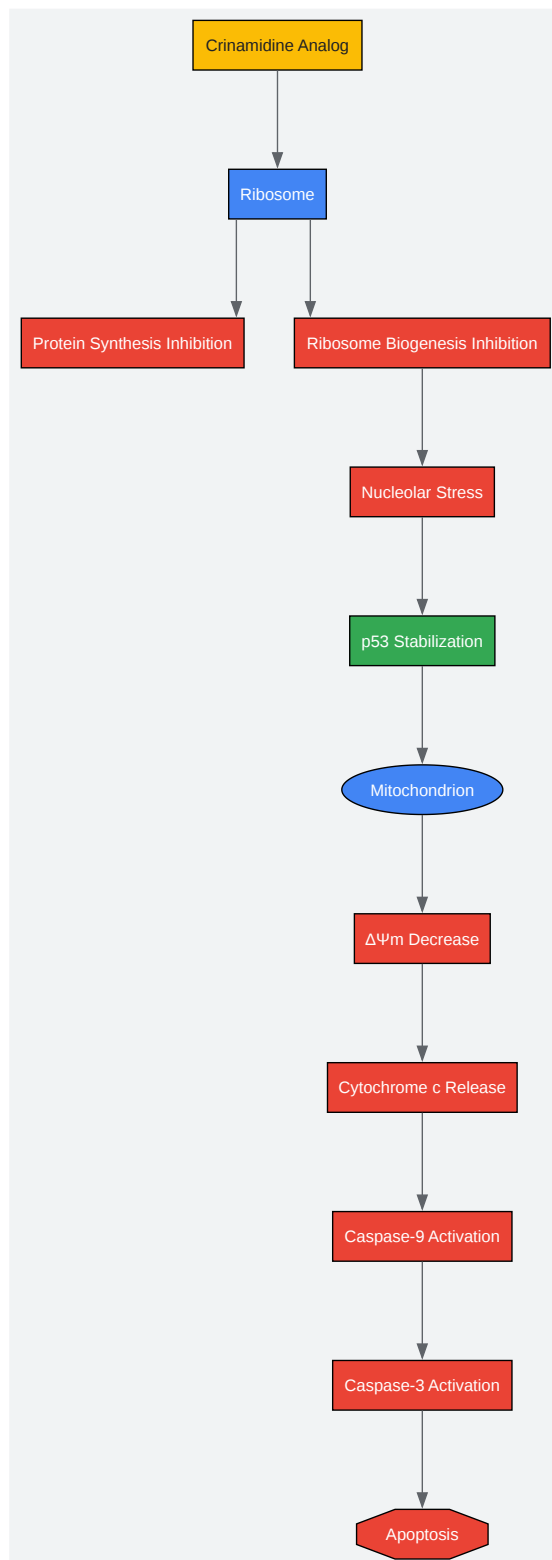 Crinamidine Analog
Ribosome
Protein Synthesis Inhibition
Ribosome Biogenesis Inhibition
Nucleolar Stress
p53 Stabilization
Mitochondrion
ΔΨm Decrease
Cytochrome c Release
Caspase-9 Activation
Caspase-3 Activation
Apoptosis